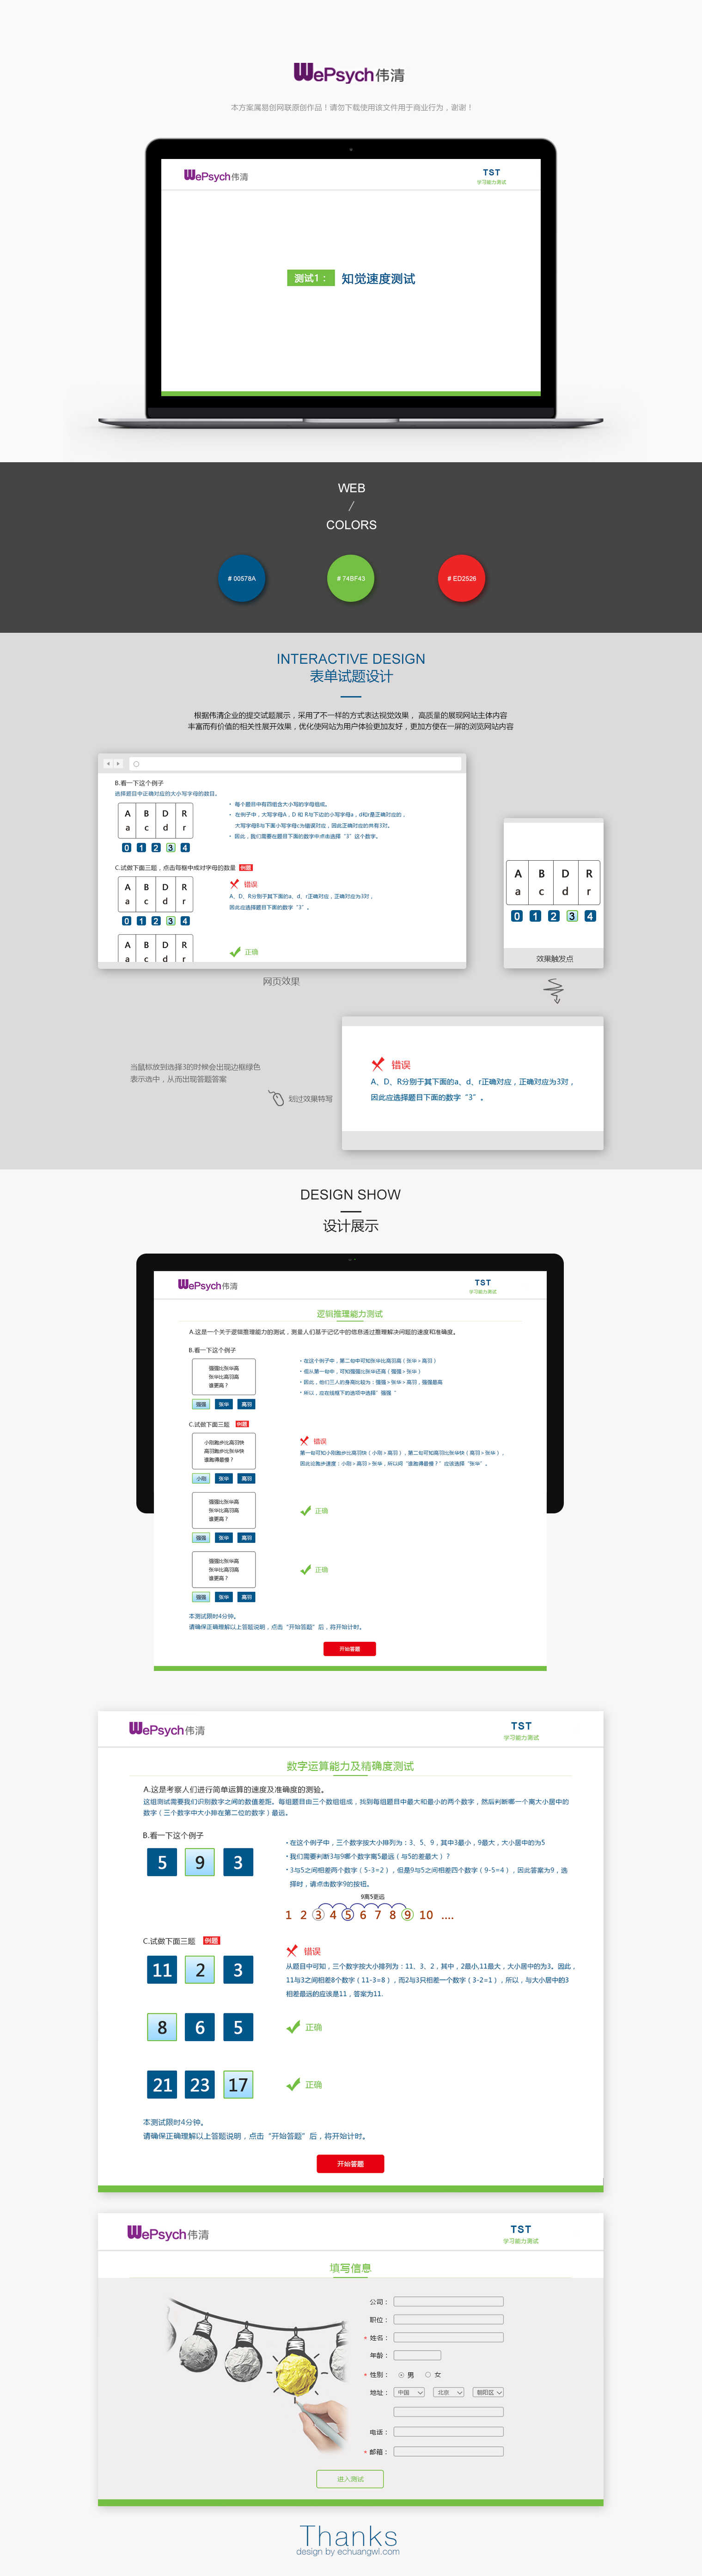 WePsych伟清
本方案属易创网联原创作品！请勿下载使用该文件用于商业行为，谢谢！
WePsych伟清
TST
学习能力测试
测试1： 知觉速度测试
WEB
/
COLORS
# 00578A
# 74BF43
# ED2526
INTERACTIVE DESIGN
表单试题设计
根据伟清企业的提交试题展示，采用了不一样的方式表达视觉效果， 高质量的展现网站主体内容
丰富而有价值的相关性展开效果，优化使网站为用户体验更加友好，更加方便在一屏的浏览网站内容
B.看一下这个例子
选择题目中正确对应的大小写字母的数目。
A B D R
a c d r
0 1 2 3 4
• 每个题目中有四组含大小写的字母组成。
• 在例子中，大写字母A，D 和R与下边的小写字母a，d和r是正确对应的，
大写字母B与下面小写字母c为错误对应，因此正确对应的共有3对。
• 因此，我们需要在题目下面的数字中点击选择“3”这个数字。
C.试做下面三题，点击每框中成对字母的数量 例题
A B D R
a c d r
0 1 2 3 4
错误
A、D、R分别于其下面的a、d、r正确对应，正确对应为3对，
因此应选择题目下面的数字“3”。
A B D R
a c d r
正确
网页效果
A B D R
a c d r
0 1 2 3 4
效果触发点
当鼠标放到选择3的时候会出现边框绿色
表示选中，从而出现答题答案
划过效果特写
错误
A、D、R分别于其下面的a、d、r正确对应，正确对应为3对，
因此应选择题目下面的数字“3”。
DESIGN SHOW
设计展示
WePsych伟清
TST
学习能力测试
逻辑推理能力测试
A.这是一个关于逻辑推理能力的测试，测量人们基于记忆中的信息通过推理解决问题的速度和准确度。
B.看一下这个例子
强强比张华高
张华比高羽高
谁更高？
强强 张华 高羽
• 在这个例子中，第二句中可知张华比高羽高（张华＞高羽）
• 但从第一句中，可知强强比张华还高（强强＞张华）
• 因此，他们三人的身高比较为：强强＞张华＞高羽，强强最高
• 所以，应在线框下的选项中选择”强强“
C.试做下面三题 例题
小刚跑步比高羽快
高羽跑步比张华快
谁跑得最慢？
小刚 张华 高羽
错误
第一句可知小刚跑步比高羽快（小刚＞高羽），第二句可知高羽比张华快（高羽＞张华），
因此比跑步速度：小刚＞高羽＞张华，所以问“谁跑得最慢？”应该选择“张华”。
强强比张华高
张华比高羽高
谁更高？
强强 张华 高羽
正确
强强比张华高
张华比高羽高
谁更高？
强强 张华 高羽
正确
本测试限时4分钟。
请确保正确理解以上答题说明，点击“开始答题”后，将开始计时。
开始答题
WePsych伟清
TST
学习能力测试
数字运算能力及精确度测试
A.这是考察人们进行简单运算的速度及准确度的测验。
这组测试需要我们识别数字之间的数值差距。每组题目由三个数组组成，找到每组题目中最大和最小的两个数字，然后判断哪一个离大小居中的
数字（三个数字中大小排在第二位的数字）最远。
B.看一下这个例子
5 9 3
• 在这个例子中，三个数字按大小排列为：3、5、9，其中3最小，9最大，大小居中的为5
• 我们需要判断3与9哪个数字离5最远（与5的差最大）？
• 3与5之间相差两个数字（5-3=2），但是9与5之间相差四个数字（9-5=4），因此答案为9，选
择时，请点击数字9的按钮。
9离5更远
1 2 3 4 5 6 7 8 9 10 ....
C.试做下面三题 例题
11 2 3
错误
从题目中可知，三个数字按大小排列为：11、3、2，其中，2最小,11最大，大小居中的为3。因此，
11与3之间相差8个数字（11-3=8），而2与3只相差一个数字（3-2=1），所以，与大小居中的3
相差最远的应该是11，答案为11.
8 6 5
正确
21 23 17
正确
本测试限时4分钟。
请确保正确理解以上答题说明，点击“开始答题”后，将开始计时。
开始答题
WePsych伟清
TST
学习能力测试
填写信息
公司：
职位：
* 姓名：
年龄：
* 性别： 男 女
地址： 中国 北京 朝阳区
电话：
* 邮箱：
进入测试
Thanks
design by echuangwl.com